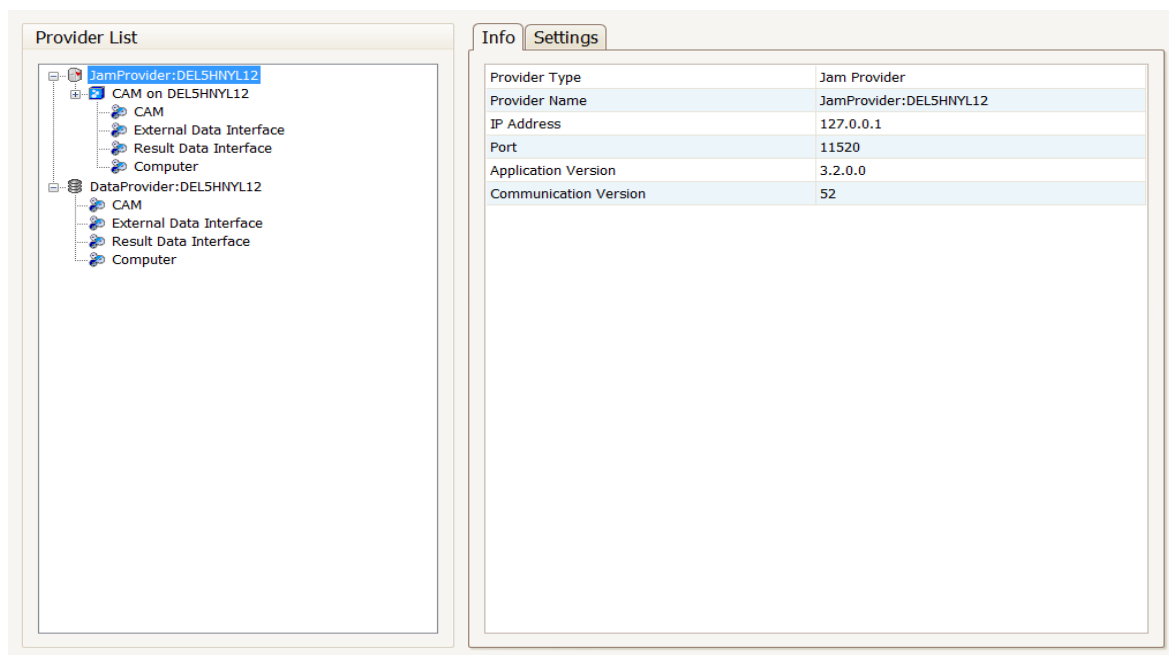 Provider List
JamProvider:DEL5HNYL12
CAM on DEL5HNYL12
CAM
External Data Interface
Result Data Interface
Computer
DataProvider:DEL5HNYL12
CAM
External Data Interface
Result Data Interface
Computer
Info Settings
Provider Type Jam Provider
Provider Name JamProvider:DEL5HNYL12
IP Address 127.0.0.1
Port 11520
Application Version 3.2.0.0
Communication Version 52